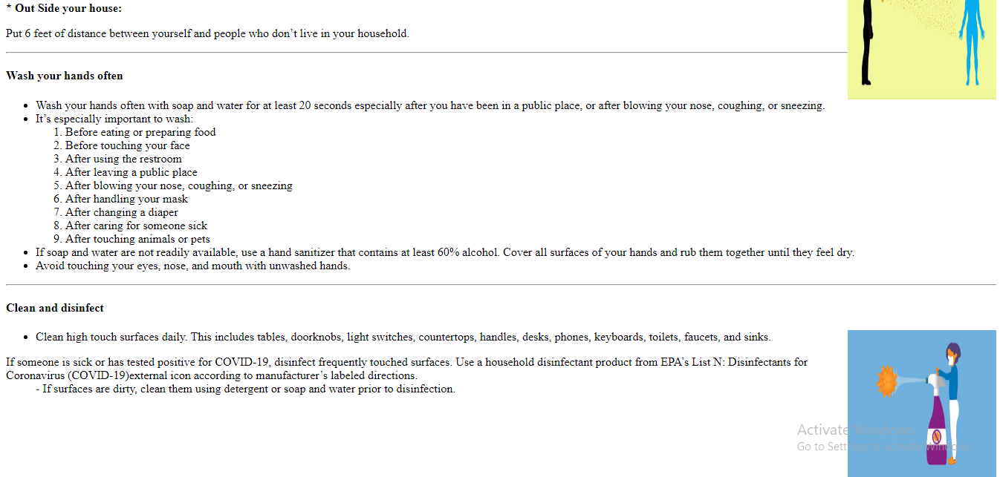 * Out Side your house:
Put 6 feet of distance between yourself and people who don’t live in your household.
Wash your hands often
• Wash your hands often with soap and water for at least 20 seconds especially after you have been in a public place, or after blowing your nose, coughing, or sneezing.
• It’s especially important to wash:
1. Before eating or preparing food
2. Before touching your face
3. After using the restroom
4. After leaving a public place
5. After blowing your nose, coughing, or sneezing
6. After handling your mask
7. After changing a diaper
8. After caring for someone sick
9. After touching animals or pets
• If soap and water are not readily available, use a hand sanitizer that contains at least 60% alcohol. Cover all surfaces of your hands and rub them together until they feel dry.
• Avoid touching your eyes, nose, and mouth with unwashed hands.
Clean and disinfect
• Clean high touch surfaces daily. This includes tables, doorknobs, light switches, countertops, handles, desks, phones, keyboards, toilets, faucets, and sinks.
If someone is sick or has tested positive for COVID-19, disinfect frequently touched surfaces. Use a household disinfectant product from EPA’s List N: Disinfectants for
Coronavirus (COVID-19)external icon according to manufacturer’s labeled directions.
- If surfaces are dirty, clean them using detergent or soap and water prior to disinfection.
Activate Windows
Go to Settings to activate Windows.